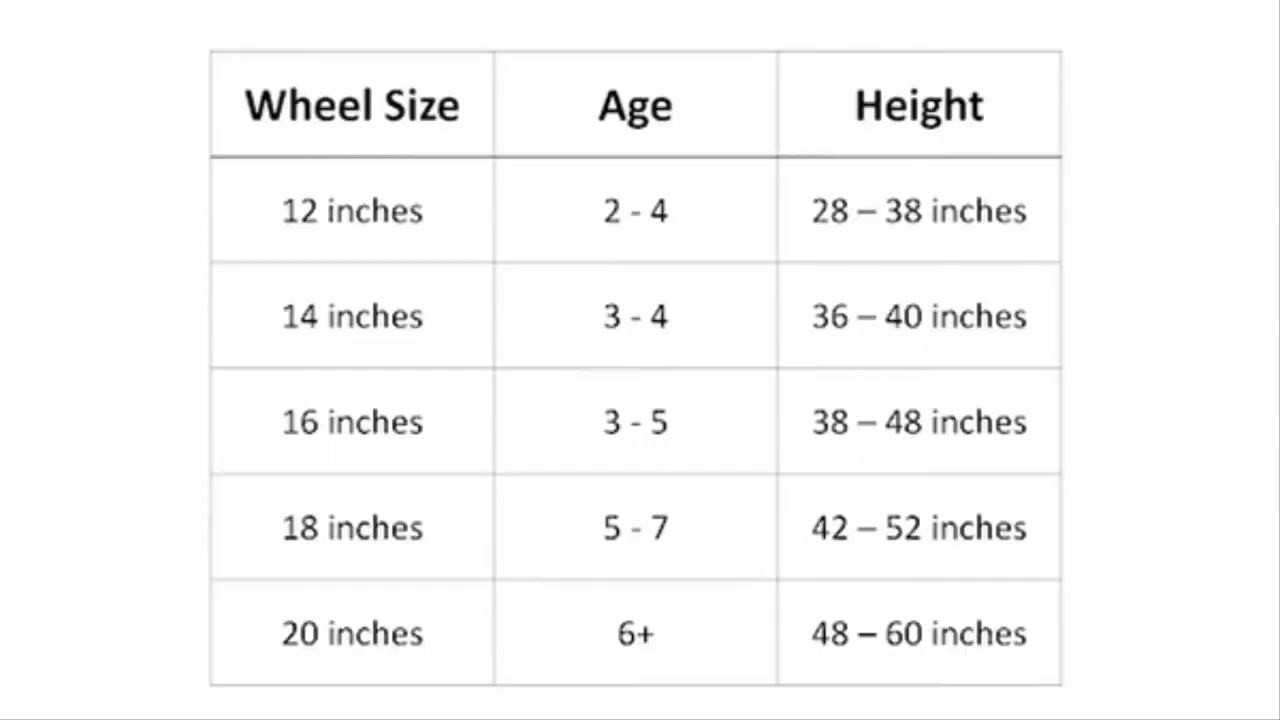 Wheel Size Age Height
12 inches 2 - 4 28 – 38 inches
14 inches 3 - 4 36 – 40 inches
16 inches 3 - 5 38 – 48 inches
18 inches 5 - 7 42 – 52 inches
20 inches 6+ 48 – 60 inches